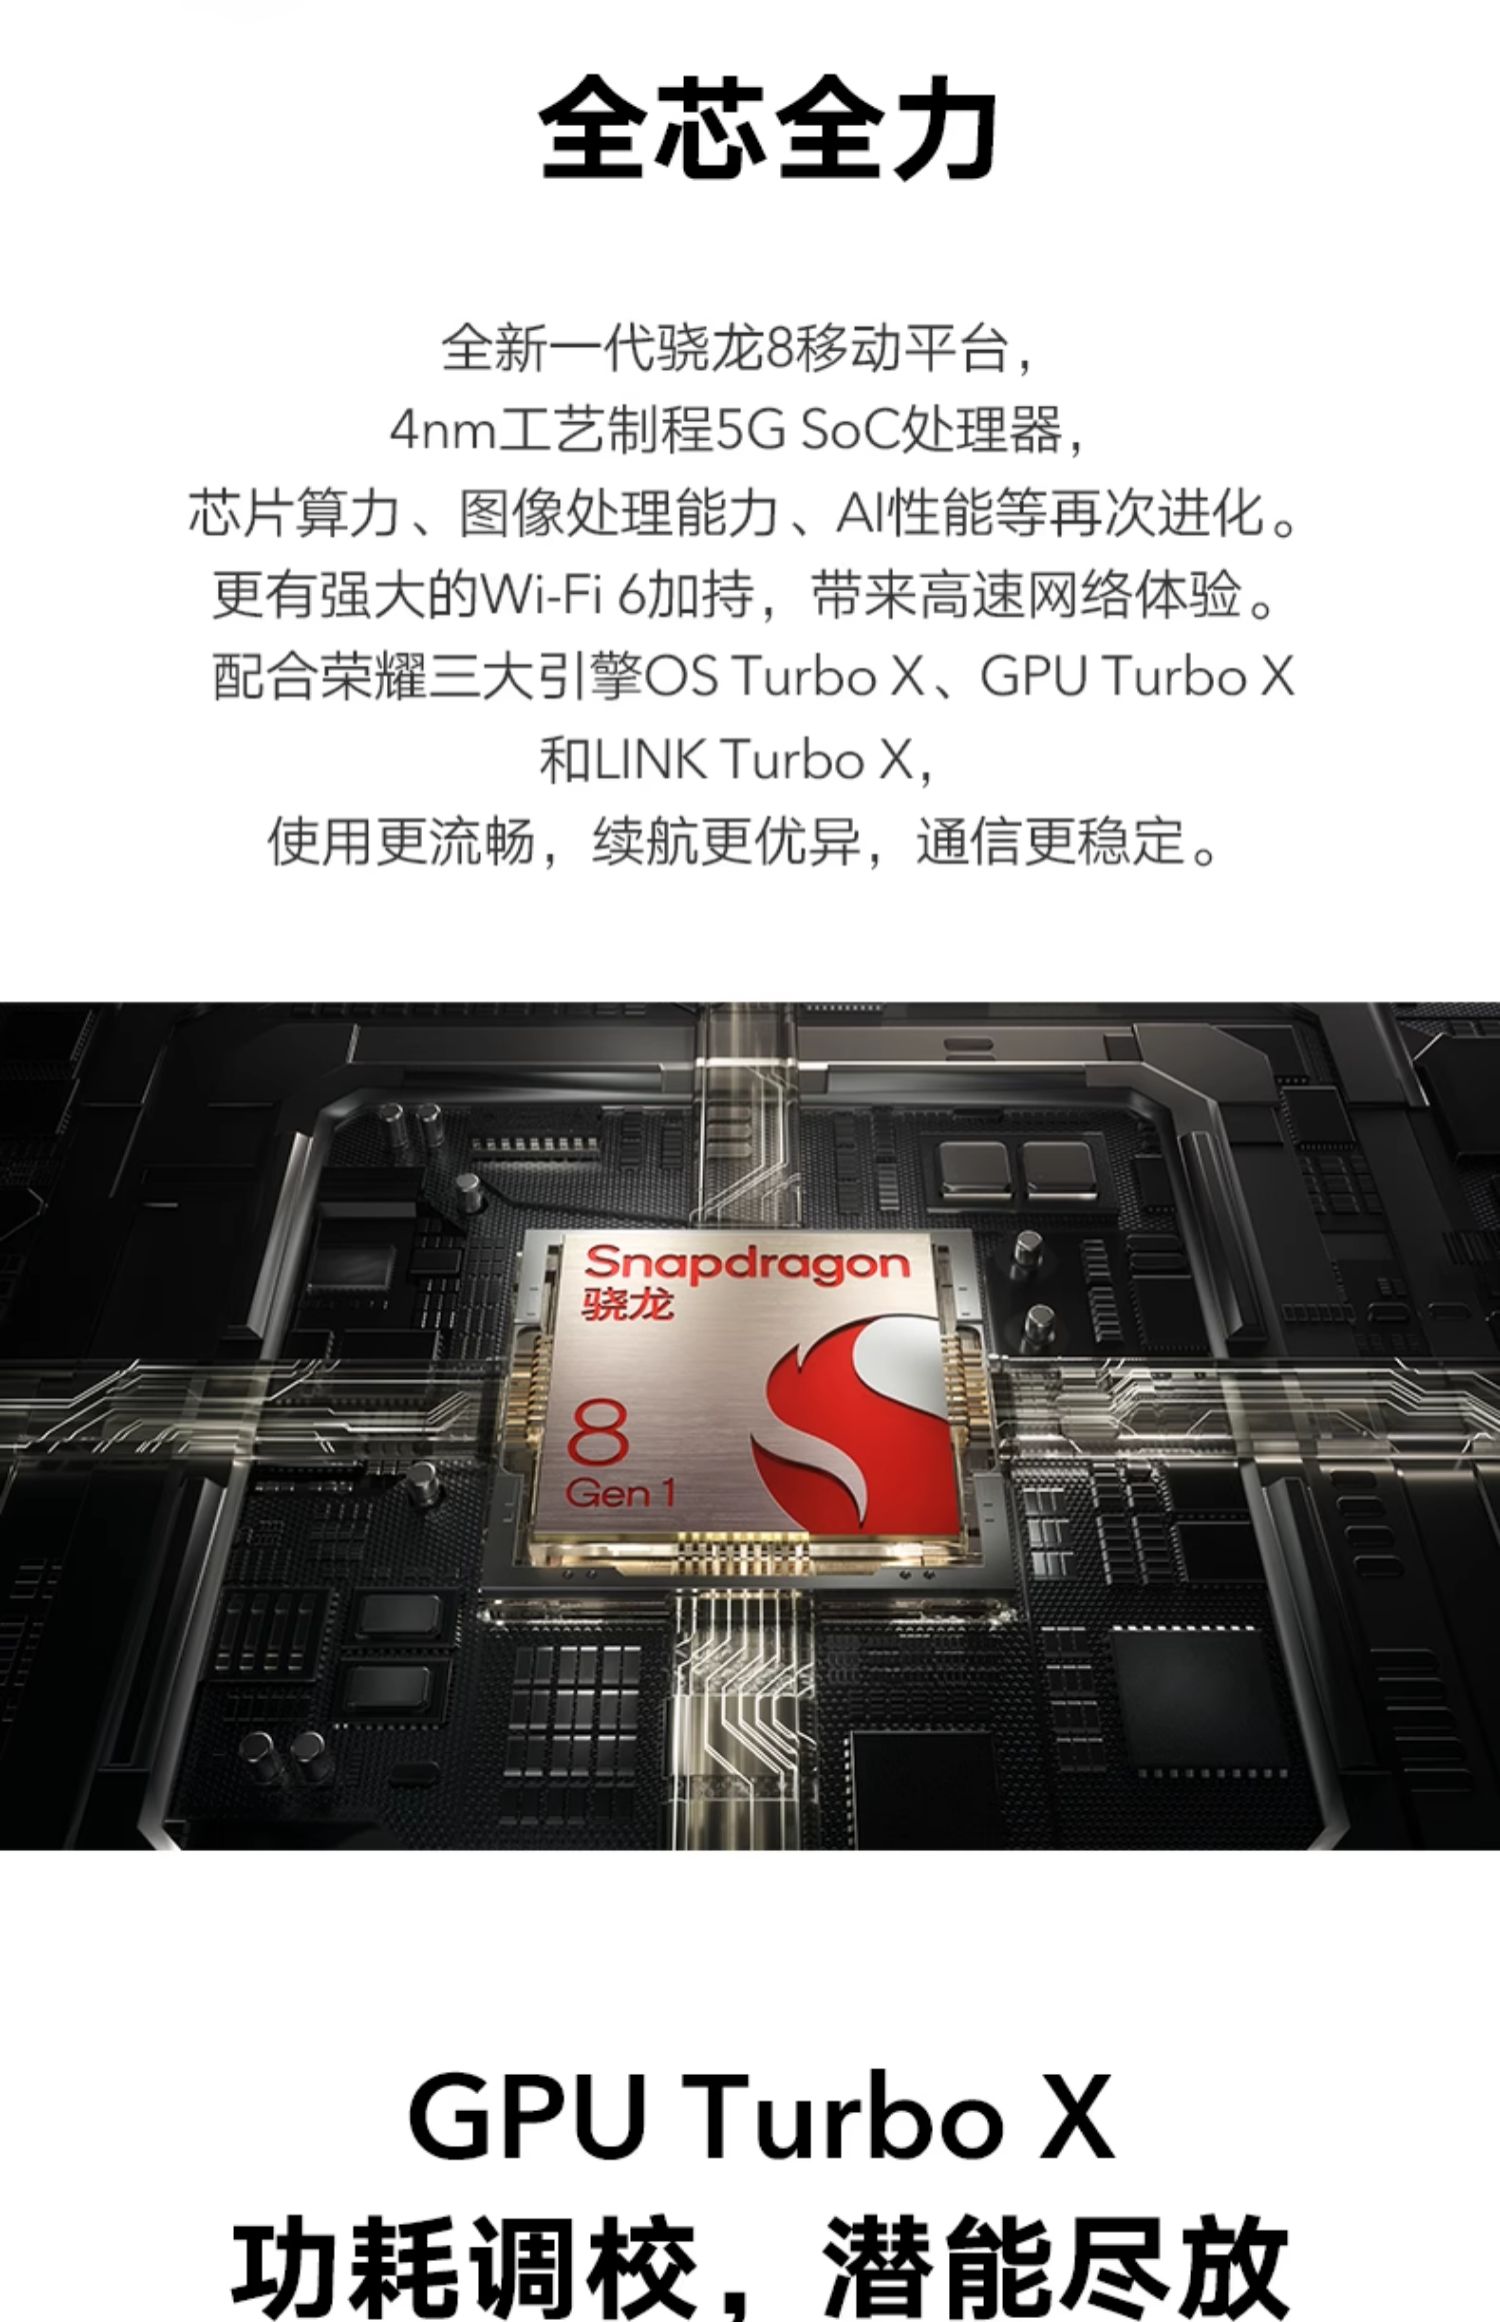 全芯全力
全新一代骁龙8移动平台，
4nm工艺制程5G SoC处理器，
芯片算力、图像处理能力、AI性能等再次进化。
更有强大的Wi-Fi 6加持，带来高速网络体验。
配合荣耀三大引擎OS Turbo X、GPU Turbo X
和LINK Turbo X，
使用更流畅，续航更优异，通信更稳定。
Snapdragon
骁龙
8
Gen 1
GPU Turbo X
功耗调校，潜能尽放